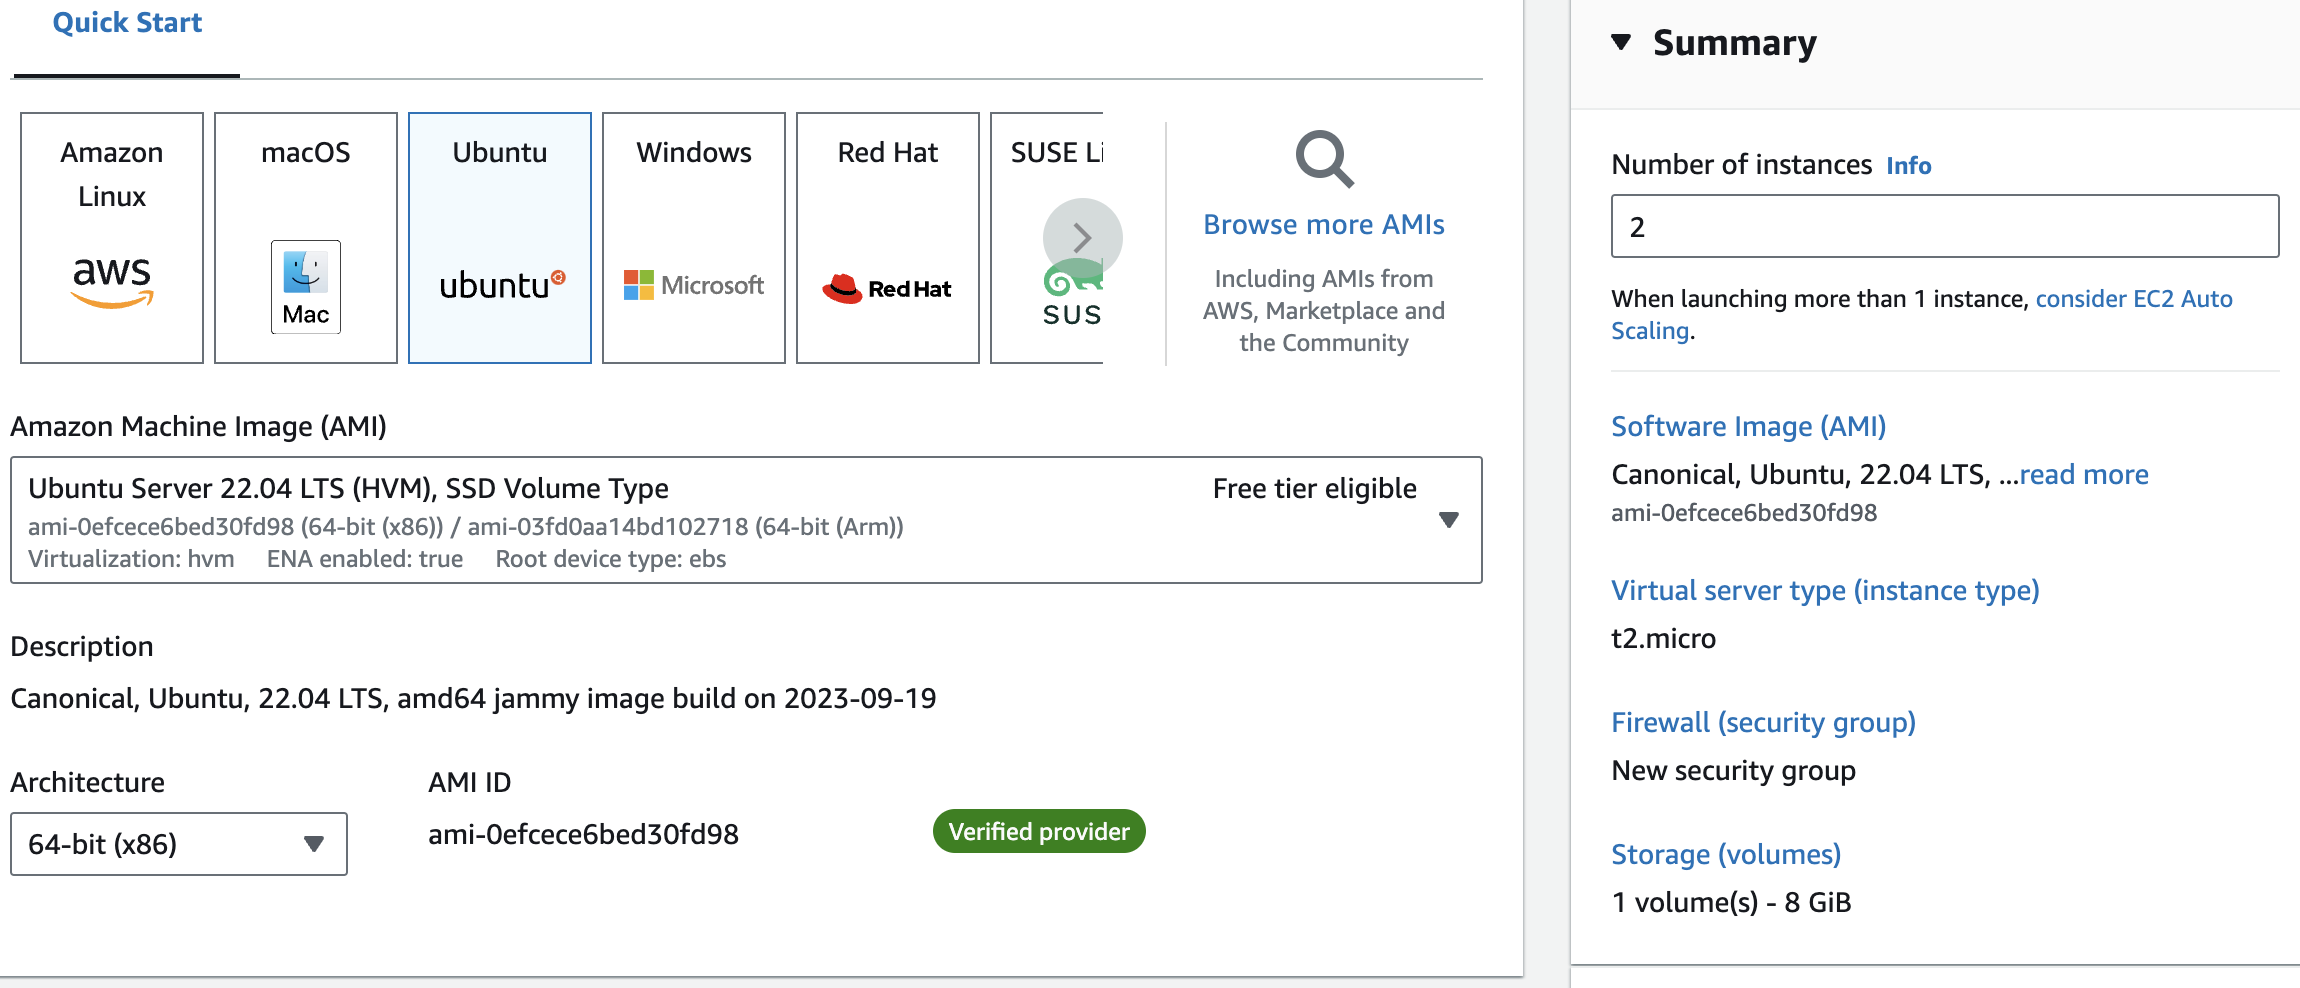 Quick Start
Amazon
Linux
aws
macOS
Mac
Ubuntu
ubuntu
Windows
Microsoft
Red Hat
Red Hat
SUSE Li
SUS
Browse more AMIs
Including AMIs from
AWS, Marketplace and
the Community
Amazon Machine Image (AMI)
Ubuntu Server 22.04 LTS (HVM), SSD Volume Type
Free tier eligible
ami-0efcece6bed30fd98 (64-bit (x86)) / ami-03fd0aa14bd102718 (64-bit (Arm))
Virtualization: hvm ENA enabled: true Root device type: ebs
Description
Canonical, Ubuntu, 22.04 LTS, amd64 jammy image build on 2023-09-19
Architecture
64-bit (x86)
AMI ID
ami-0efcece6bed30fd98
Verified provider
Summary
Number of instances Info
2
When launching more than 1 instance, consider EC2 Auto
Scaling.
Software Image (AMI)
Canonical, Ubuntu, 22.04 LTS, ...read more
ami-0efcece6bed30fd98
Virtual server type (instance type)
t2.micro
Firewall (security group)
New security group
Storage (volumes)
1 volume(s) - 8 GiB